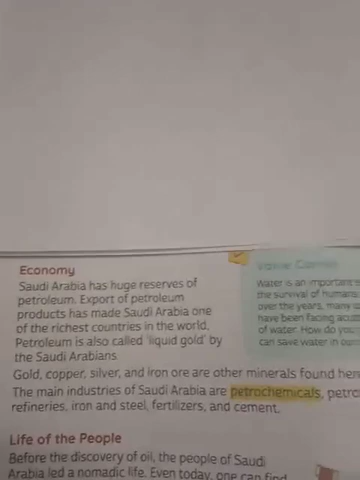 Economy
Saudi Arabia has huge reserves of
petroleum. Export of petroleum
products has made Saudi Arabia one
of the richest countries in the world.
Petroleum is also called 'liquid gold' by
the Saudi Arabians.
Gold, copper, silver, and iron ore are other minerals found her
The main industries of Saudi Arabia are petrochemicals, petro
refineries, iron and steel, fertilizers, and cement.
Life of the People
Before the discovery of oil, the people of Saudi
Arabia led a nomadic life. Even today, one can find
Water is an important
the survival of humans
over the years, many
have been facing
of water. How do you
can save water in